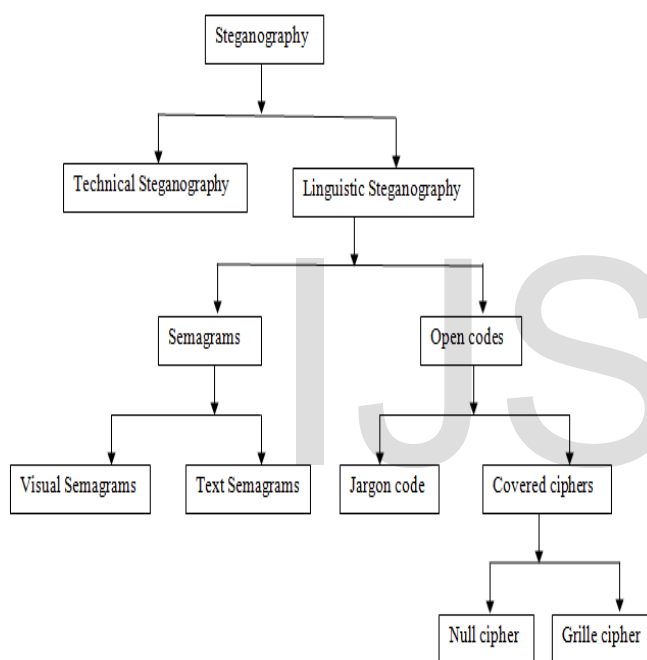 Steganography
Technical Steganography
Linguistic Steganography
Semagrams
Open codes
Visual Semagrams
Text Semagrams
Jargon code
Covered ciphers
Null cipher
Grille cipher
IJS